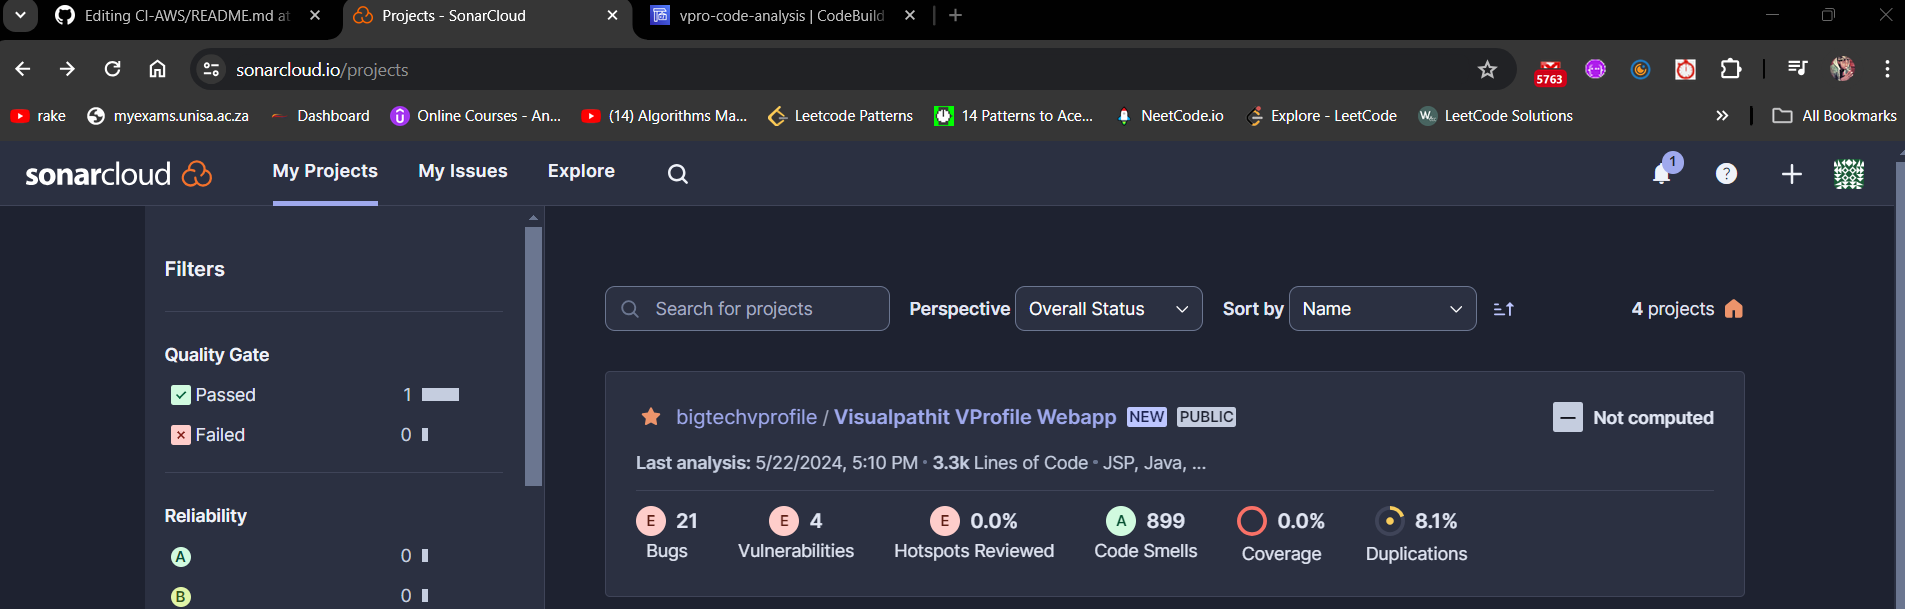 Editing CI-AWS/README.md at
Projects - SonarCloud
vpro-code-analysis | CodeBuild
sonarcloud.io/projects
5763
rake
myexams.unisa.ac.za
Dashboard
Online Courses - An...
(14) Algorithms Ma...
Leetcode Patterns
14 Patterns to Ace...
NeetCode.io
Explore - LeetCode
LeetCode Solutions
All Bookmarks
sonarcloud
My Projects
My Issues
Explore
1
?
Filters
Search for projects
Perspective
Overall Status
Sort by
Name
4 projects
Quality Gate
Passed 1
Failed 0
Reliability
A 0
B 0
bigtechvprofile / Visualpathit VProfile Webapp NEW PUBLIC
Not computed
Last analysis: 5/22/2024, 5:10 PM · 3.3k Lines of Code · JSP, Java, ...
E 21
Bugs
E 4
Vulnerabilities
E 0.0%
Hotspots Reviewed
A 899
Code Smells
0.0%
Coverage
8.1%
Duplications